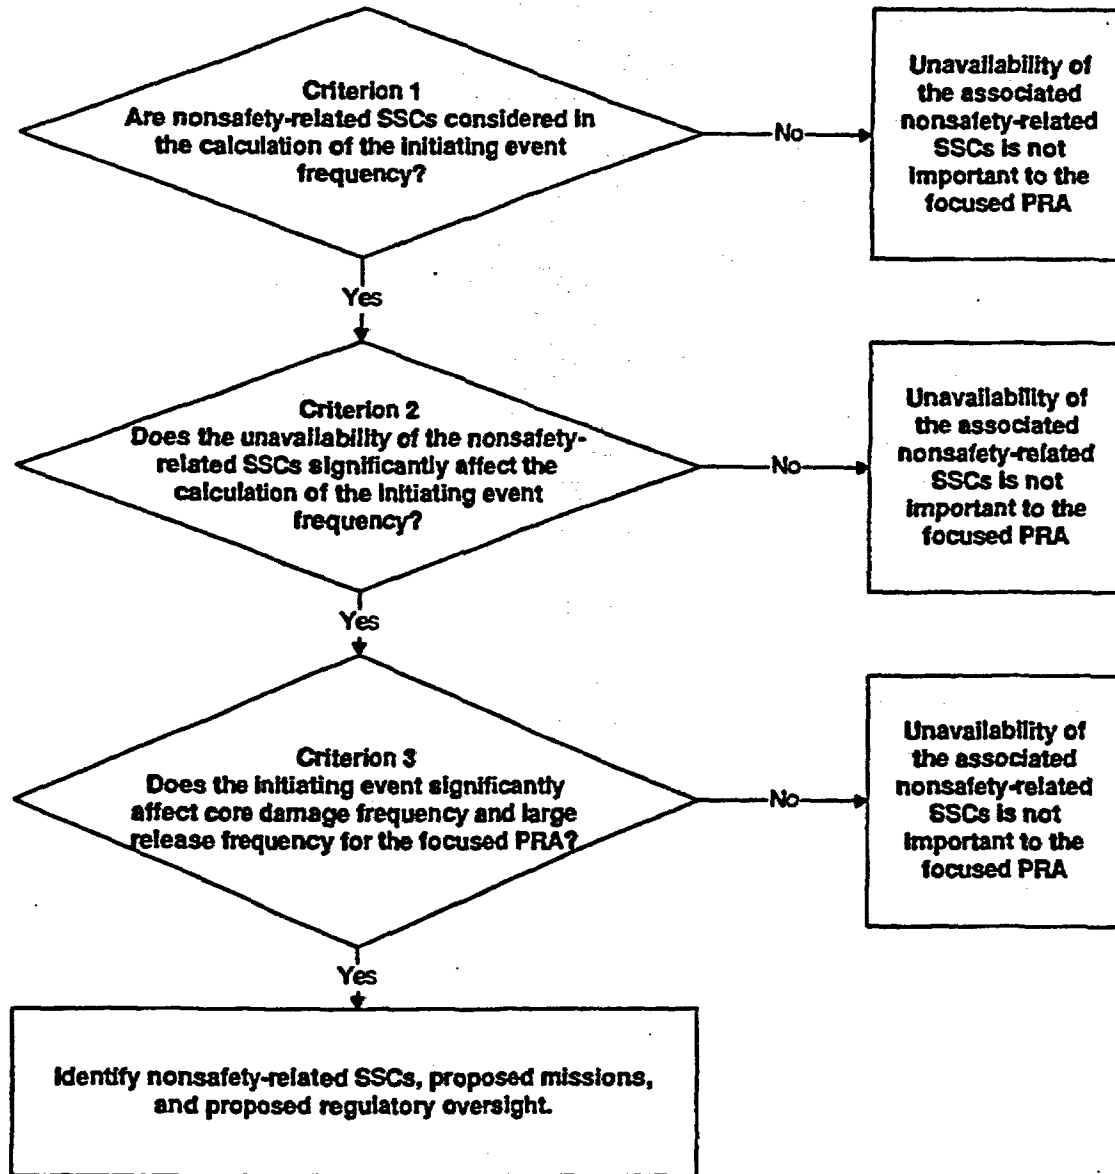 Criterion 1
Are nonsafety-related SSCs considered in
the calculation of the initiating event
frequency?
No
Unavailability of
the associated
nonsafety-related
SSCs is not
important to the
focused PRA
Yes
Criterion 2
Does the unavailability of the nonsafety-
related SSCs significantly affect the
calculation of the initiating event
frequency?
No
Unavailability of
the associated
nonsafety-related
SSCs is not
important to the
focused PRA
Yes
Criterion 3
Does the initiating event significantly
affect core damage frequency and large
release frequency for the focused PRA?
No
Unavailability of
the associated
nonsafety-related
SSCs is not
important to the
focused PRA
Yes
Identify nonsafety-related SSCs, proposed missions,
and proposed regulatory oversight.